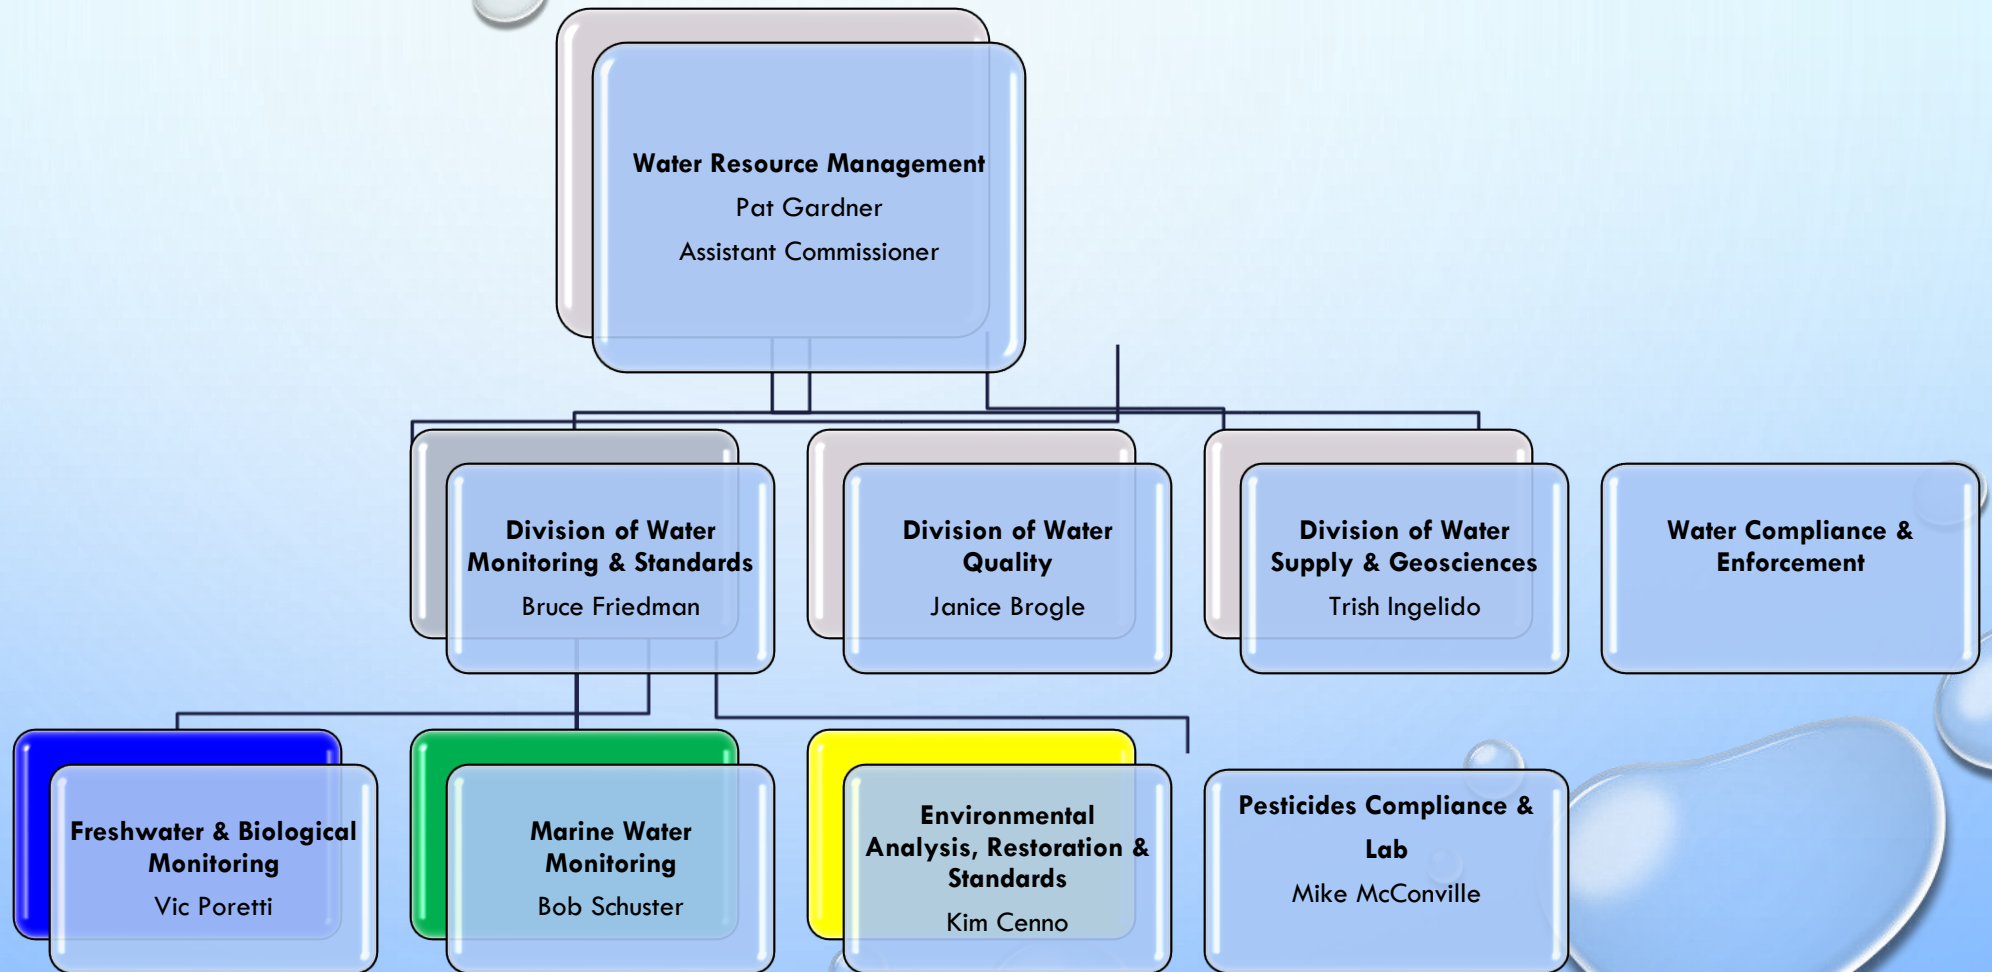 Water Resource Management
Pat Gardner
Assistant Commissioner
Division of Water
Monitoring & Standards
Bruce Friedman
Division of Water
Quality
Janice Brogle
Division of Water
Supply & Geosciences
Trish Ingelido
Water Compliance &
Enforcement
Freshwater & Biological
Monitoring
Vic Poretti
Marine Water
Monitoring
Bob Schuster
Environmental
Analysis, Restoration &
Standards
Kim Cenno
Pesticides Compliance &
Lab
Mike McConville